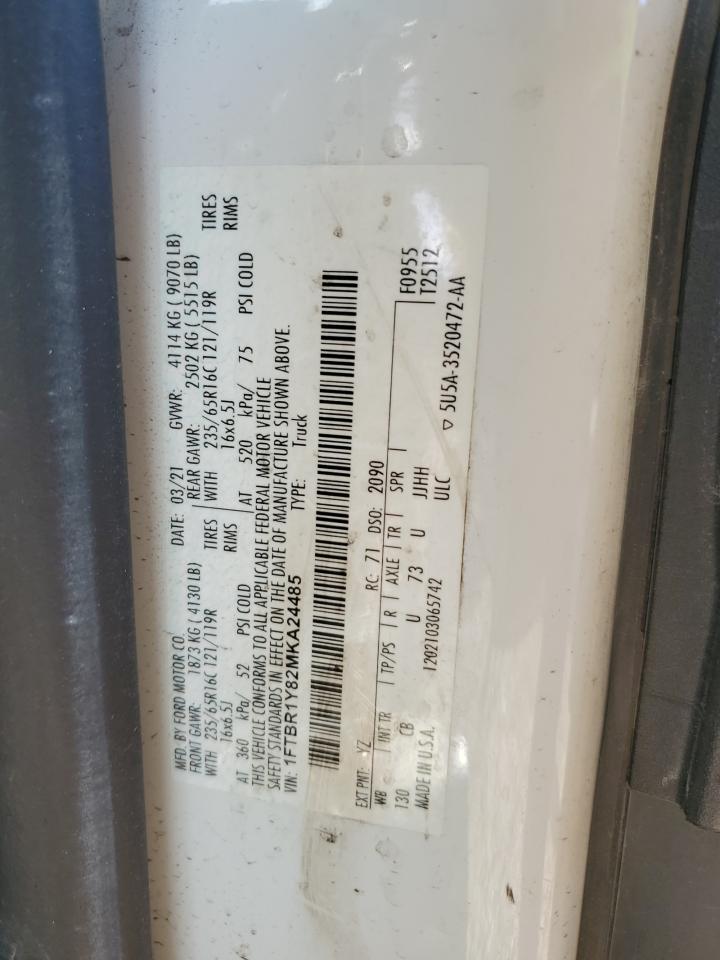 MFD. BY FORD MOTOR CO. DATE: 03/21 GVWR: 4114 KG ( 9070 LB)
FRONT GAWR: 1873 KG ( 4130 LB) REAR GAWR: 2502 KG ( 5515 LB)
WITH 235/65R16C 121/119R TIRES WITH 235/65R16C 121/119R TIRES
16x6.5J RIMS 16x6.5J RIMS
AT 360 kPa/ 52 PSI COLD AT 520 kPa/ 75 PSI COLD
THIS VEHICLE CONFORMS TO ALL APPLICABLE FEDERAL MOTOR VEHICLE
SAFETY STANDARDS IN EFFECT ON THE DATE OF MANUFACTURE SHOWN ABOVE.
VIN: 1FTBR1Y82MKA24485 TYPE: Truck
EXT PNT: YZ RC: 71 DSO: 2090
WB INT TR TP/PS R AXLE TR SPR F0955
130 CB U 73 U JJHH T2512
MADE IN U.S.A. 1202103065742 ULC ▽ 5U5A-3520472-AA